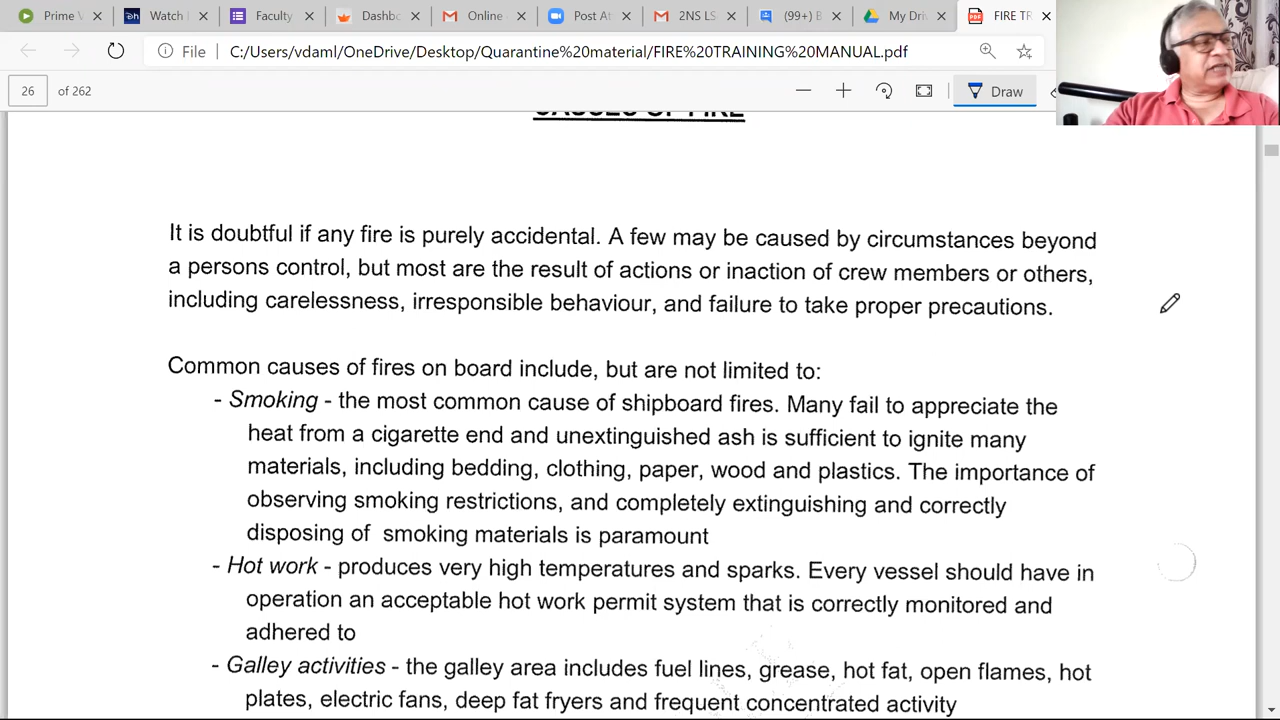 Prime V
Watch
Faculty
Dashb
Online
Post At
2NS S
(99+) B
My Dri
FIRE TR
File
C:/Users/vdaml/OneDrive/Desktop/Quarantine%20material/FIRE%20TRAINING%20MANUAL.pdf
26 of 262
Draw
CAUSES OF FIRE
It is doubtful if any fire is purely accidental. A few may be caused by circumstances beyond
a persons control, but most are the result of actions or inaction of crew members or others,
including carelessness, irresponsible behaviour, and failure to take proper precautions.
Common causes of fires on board include, but are not limited to:
- Smoking - the most common cause of shipboard fires. Many fail to appreciate the
heat from a cigarette end and unextinguished ash is sufficient to ignite many
materials, including bedding, clothing, paper, wood and plastics. The importance of
observing smoking restrictions, and completely extinguishing and correctly
disposing of smoking materials is paramount
- Hot work - produces very high temperatures and sparks. Every vessel should have in
operation an acceptable hot work permit system that is correctly monitored and
adhered to
- Galley activities - the galley area includes fuel lines, grease, hot fat, open flames, hot
plates, electric fans, deep fat fryers and frequent concentrated activity